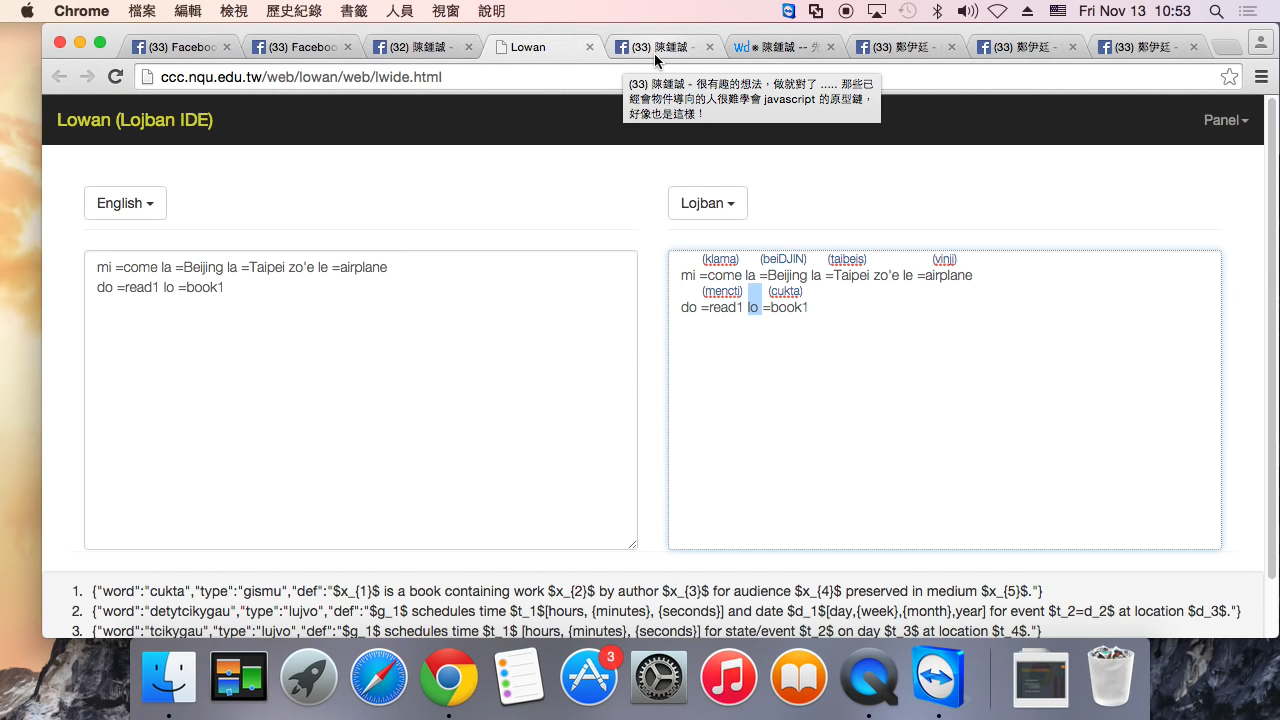 Chrome 檔案 編輯 檢視 歷史紀錄 書籤 人員 視窗 說明 Fri Nov 13 10:53
(33) Faceboo (33) Faceboo (32) 陳鍾誠 - Lowan (33) 陳鍾誠 - Wd ※ 陳鍾誠 -- 先 (33) 鄭伊廷 - (33) 鄭伊廷 - (33) 鄭伊廷 -
ccc.nqu.edu.tw/web/lowan/web/lwide.html
(33) 陳鍾誠 - 很有趣的想法，做就對了 ..... 那些已
經會物件導向的人很難學會 javascript 的原型鏈，
好像也是這樣！
Lowan (Lojban IDE) Panel
English
mi =come la =Beijing la =Taipei zo'e le =airplane
do =read1 lo =book1
Lojban
(klama) (beiDJIN) (taibeis) (vinji)
mi =come la =Beijing la =Taipei zo'e le =airplane
(mencti) (cukta)
do =read1 lo =book1
1. {"word":"cukta","type":"gismu","def":"$x_{1}$ is a book containing work $x_{2}$ by author $x_{3}$ for audience $x_{4}$ preserved in medium $x_{5}$."}
2. {"word":"detytcikygau","type":"lujvo","def":"$g_1$ schedules time $t_1$[hours, {minutes}, {seconds}] and date $d_1$[day,{week},{month},year] for event $t_2=d_2$ at location $d_3$."}
3. {"word":"tcikygau","type":"lujvo","def":"$g_1$ schedules time $t_1$ [hours, {minutes}, {seconds}] for state/event $t_2$ on day $t_3$ at location $t_4$."}
3